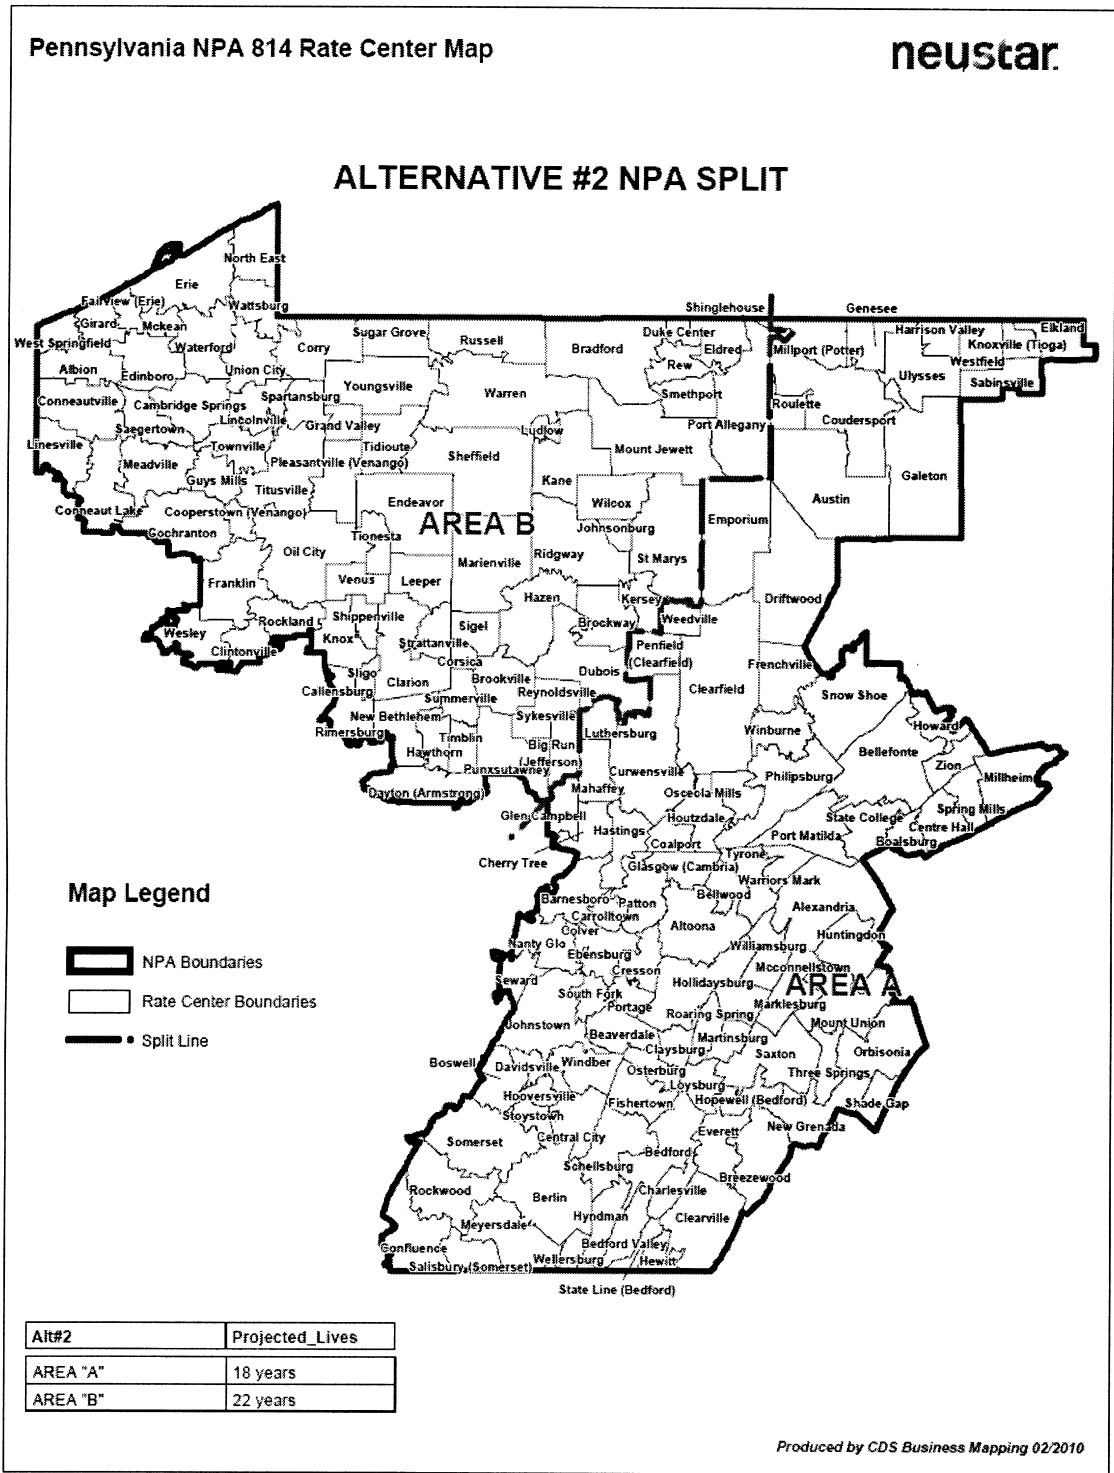 Pennsylvania NPA 814 Rate Center Map
neustar.
ALTERNATIVE #2 NPA SPLIT
North East
Erie
Fairview (Erie)
Wattsburg
Shinglehouse
Genesee
Girard
Mckean
Sugar Grove
Russell
Duke Center
Harrison Valley
Elkland
West Springfield
Waterford
Corry
Bradford
Eldred
Millport (Potter)
Knoxville (Tioga)
Rew
Westfield
Albion
Edinboro
Union City
Youngsville
Warren
Smethport
Ulysses
Sabinsville
Conneautville
Cambridge Springs
Spartansburg
Roulette
Saegertown
Lincolnville
Grand Valley
Ludlow
Port Allegany
Coudersport
Linesville
Townville
Tidioute
Sheffield
Mount Jewett
Meadville
Pleasantville (Venango)
Guys Mills
Titusville
Kane
Galeton
Conneaut Lake
Cooperstown (Venango)
Endeavor
Wilcox
Austin
AREA B
Emporium
Cochranton
Tionesta
Johnsonburg
Oil City
Marienville
Ridgway
St Marys
Franklin
Venus
Leeper
Hazen
Kersey
Driftwood
Wesley
Rockland
Shippenville
Sigel
Brockway
Weedville
Clintonville
Knox
Strattanville
Penfield
(Clearfield)
Corsica
Dubois
Frenchville
Sligo
Clarion
Brookville
Clearfield
Callensburg
Summerville
Reynoldsville
Snow Shoe
New Bethlehem
Sykesville
Rimersburg
Timblin
Luthersburg
Winburne
Howard
Hawthorn
Big Run
(Jefferson)
Bellefonte
Punxsutawney
Curwensville
Philipsburg
Zion
Millheim
Dayton (Armstrong)
Mahaffey
Osceola Mills
Glen Campbell
Houtzdale
State College
Spring Mills
Hastings
Port Matilda
Centre Hall
Coalport
Boalsburg
Cherry Tree
Tyrone
Glasgow (Cambria)
Warriors Mark
Map Legend
Bellwood
Barnesboro
Patton
Alexandria
Carrolltown
Altoona
Colver
Huntingdon
Nanty Glo
Williamsburg
NPA Boundaries
Ebensburg
Cresson
Mcconnellstown
Seward
Hollidaysburg
AREA A
Rate Center Boundaries
South Fork
Portage
Marklesburg
Johnstown
Roaring Spring
Mount Union
Split Line
Beaverdale
Martinsburg
Claysburg
Saxton
Orbisonia
Boswell
Davidsville
Windber
Osterburg
Three Springs
Loysburg
Hooversville
Fishertown
Hopewell (Bedford)
Shade Gap
Stoystown
Everett
New Grenada
Somerset
Central City
Bedford
Schellsburg
Breezewood
Rockwood
Berlin
Charlesville
Hyndman
Clearville
Meyersdale
Bedford Valley
Confluence
Wellersburg
Hewitt
Salisbury (Somerset)
State Line (Bedford)
Alt#2 Projected_Lives
AREA "A" 18 years
AREA "B" 22 years
Produced by CDS Business Mapping 02/2010